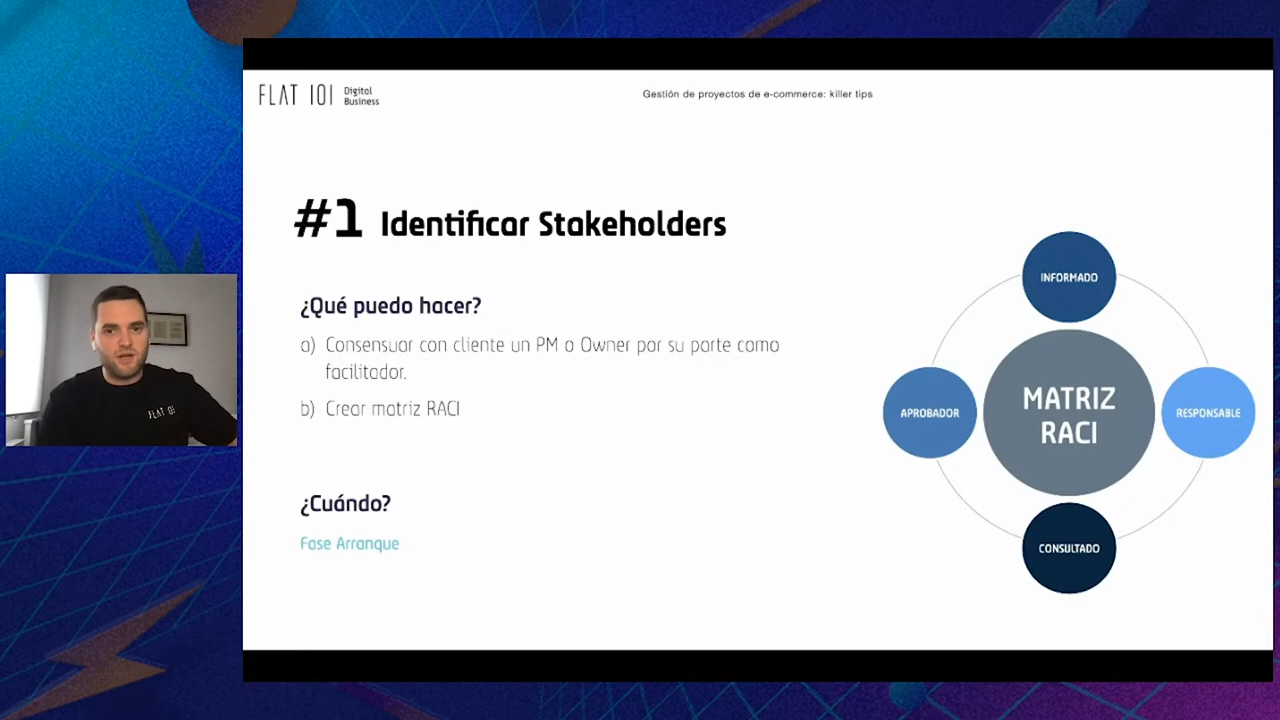 FLAT 101 Digital Business
Gestión de proyectos de e-commerce: killer tips
#1 Identificar Stakeholders
¿Qué puedo hacer?
a) Consensuar con cliente un PM o Owner por su parte como
facilitador.
b) Crear matriz RACI
¿Cuándo?
Fase Arranque
INFORMADO
APROBADOR
MATRIZ
RACI
RESPONSABLE
CONSULTADO
FLAT 101